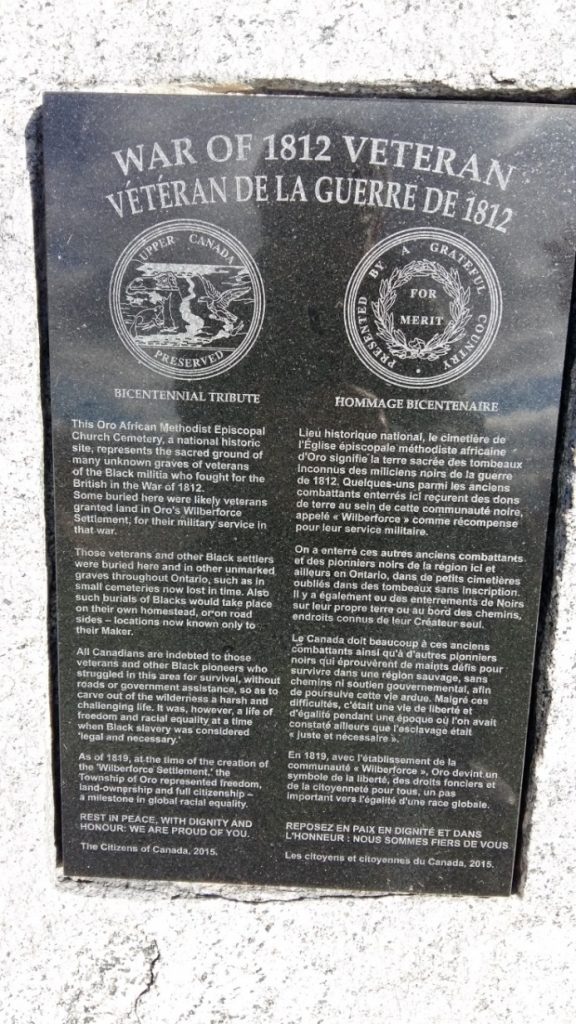 WAR OF 1812 VETERAN
VÉTÉRAN DE LA GUERRE DE 1812
UPPER CANADA
PRESERVED
PRESENTED BY A GRATEFUL COUNTRY
FOR
MERIT
BICENTENNIAL TRIBUTE
HOMMAGE BICENTENAIRE
This Oro African Methodist Episcopal
Church Cemetery, a national historic
site, represents the sacred ground of
many unknown graves of veterans
of the Black militia who fought for the
British in the War of 1812.
Some buried here were likely veterans
granted land in Oro's Wilberforce
Settlement, for their military service in
that war.
Those veterans and other Black settlers
were buried here and in other unmarked
graves throughout Ontario, such as in
small cemeteries now lost in time. Also
such burials of Blacks would take place
on their own homestead, or on road
sides – locations now known only to
their Maker.
All Canadians are indebted to those
veterans and other Black pioneers who
struggled in this area for survival, without
roads or government assistance, so as to
carve out of the wilderness a harsh and
challenging life. It was, however, a life of
freedom and racial equality at a time
when Black slavery was considered
'legal and necessary.'
As of 1819, at the time of the creation of
the 'Wilberforce Settlement,' the
Township of Oro represented freedom,
land-ownership and full citizenship –
a milestone in global racial equality.
REST IN PEACE, WITH DIGNITY AND
HONOUR: WE ARE PROUD OF YOU.
The Citizens of Canada, 2015.
Lieu historique national, le cimetière de
l'Église épiscopale méthodiste africaine
d'Oro signifie la terre sacrée des tombeaux
inconnus des miliciens noirs de la guerre
de 1812. Quelques-uns parmi les anciens
combattants enterrés ici reçurent des dons
de terre au sein de cette communauté noire,
appelé « Wilberforce » comme récompense
pour leur service militaire.
On a enterré ces autres anciens combattants
et des pionniers noirs de la région ici et
ailleurs en Ontario, dans de petits cimetières
oubliés dans des tombeaux sans inscription.
Il y a également eu des enterrements de Noirs
sur leur propre terre ou au bord des chemins,
endroits connus de leur Créateur seul.
Le Canada doit beaucoup à ces anciens
combattants ainsi qu'à d'autres pionniers
noirs qui éprouvèrent de maints défis pour
survivre dans une région sauvage, sans
chemins ni soutien gouvernemental, afin
de poursuive cette vie ardue. Malgré ces
difficultés, c'était une vie de liberté et
d'égalité pendant une époque où l'on avait
constaté ailleurs que l'esclavage était
« juste et nécessaire ».
En 1819, avec l'établissement de la
communauté « Wilberforce », Oro devint un
symbole de la liberté, des droits fonciers et
de la citoyenneté pour tous, un pas
important vers l'égalité d'une race globale.
REPOSEZ EN PAIX EN DIGNITÉ ET DANS
L'HONNEUR : NOUS SOMMES FIERS DE VOUS
Les citoyens et citoyennes du Canada, 2015.